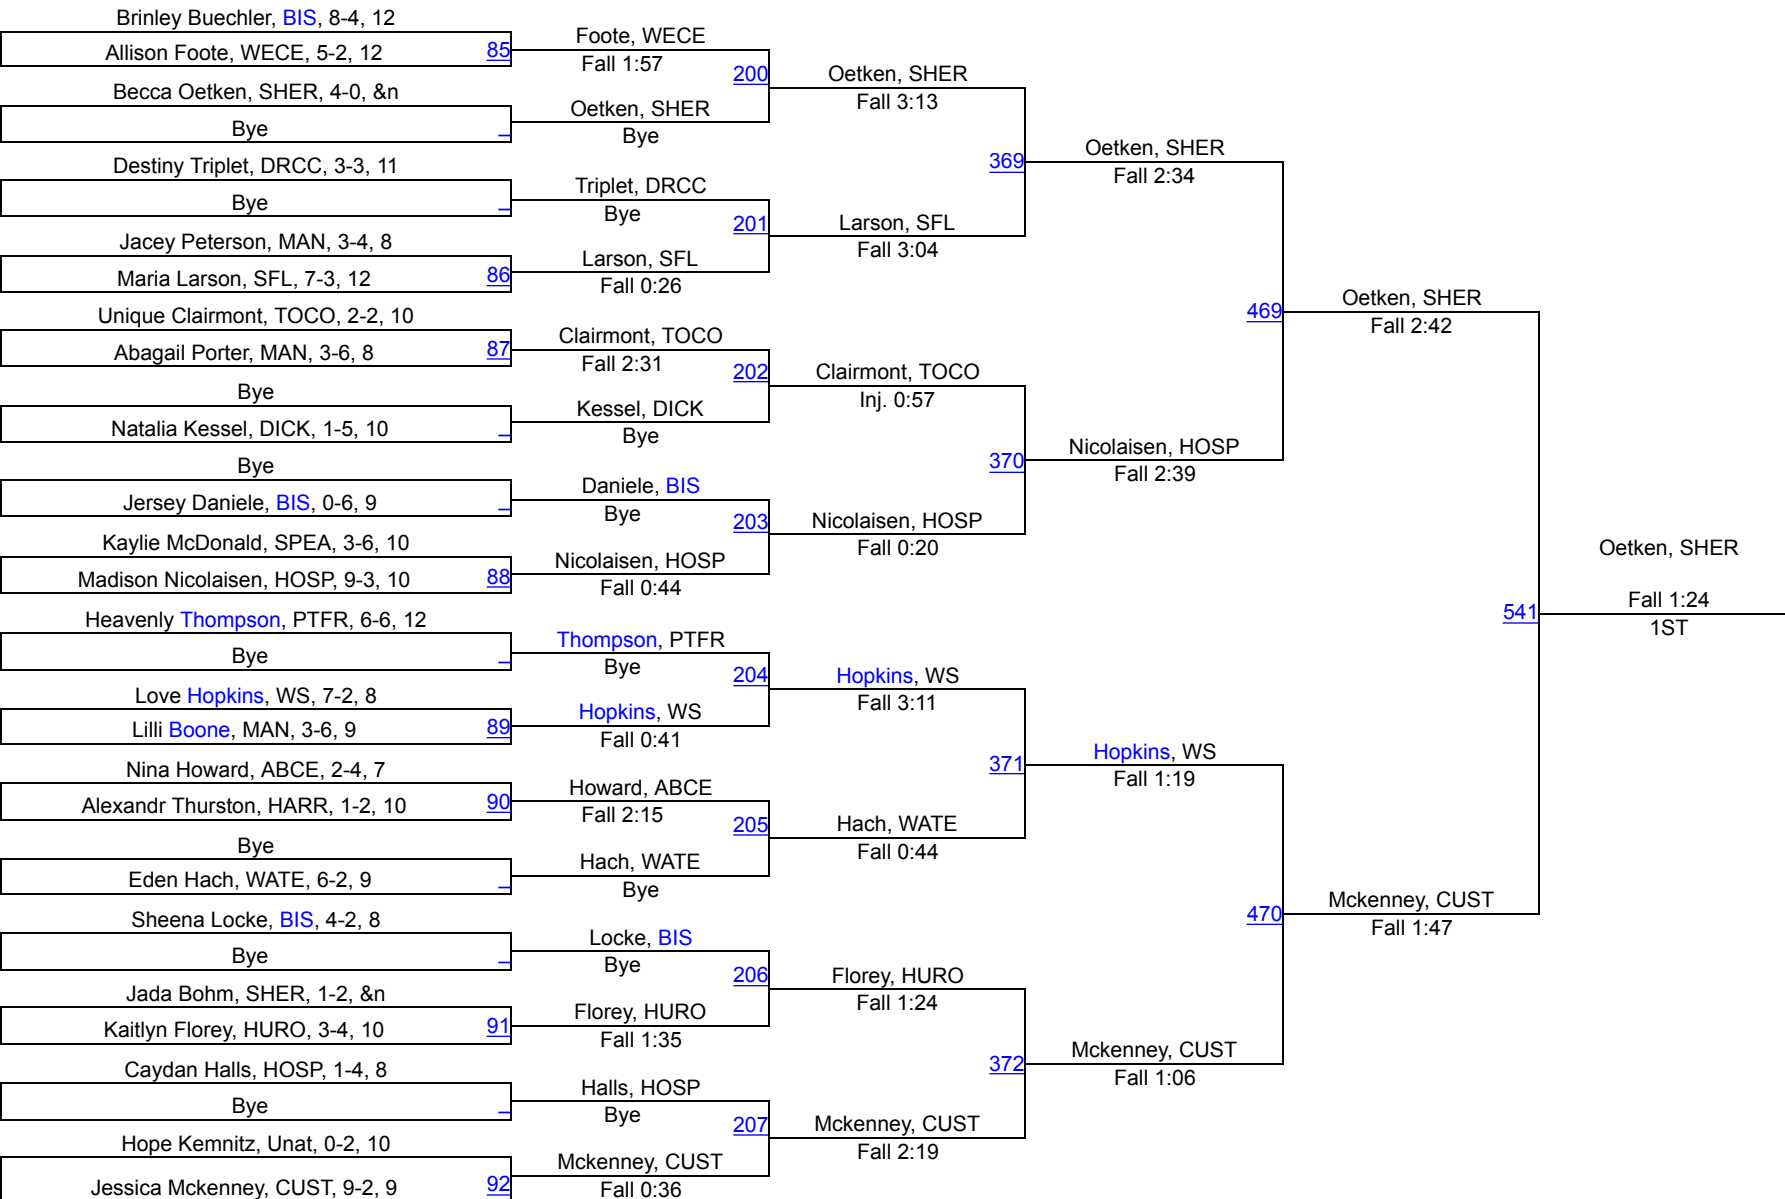 Brinley Buechler, BIS, 8-4, 12
Allison Foote, WECE, 5-2, 12
85
Becca Oetken, SHER, 4-0, &n
Bye
Destiny Triplet, DRCC, 3-3, 11
Bye
Jacey Peterson, MAN, 3-4, 8
Maria Larson, SFL, 7-3, 12
86
Unique Clairmont, TOCO, 2-2, 10
Abagail Porter, MAN, 3-6, 8
87
Bye
Natalia Kessel, DICK, 1-5, 10
Bye
Jersey Daniele, BIS, 0-6, 9
Kaylie McDonald, SPEA, 3-6, 10
Madison Nicolaisen, HOSP, 9-3, 10
88
Heavenly Thompson, PTFR, 6-6, 12
Bye
Love Hopkins, WS, 7-2, 8
Lilli Boone, MAN, 3-6, 9
89
Nina Howard, ABCE, 2-4, 7
Alexandr Thurston, HARR, 1-2, 10
90
Bye
Eden Hach, WATE, 6-2, 9
Sheena Locke, BIS, 4-2, 8
Bye
Jada Bohm, SHER, 1-2, &n
Kaitlyn Florey, HURO, 3-4, 10
91
Caydan Halls, HOSP, 1-4, 8
Bye
Hope Kemnitz, Unat, 0-2, 10
Jessica Mckenney, CUST, 9-2, 9
92
Foote, WECE
Fall 1:57
200
Oetken, SHER
Bye
Triplet, DRCC
Bye
201
Larson, SFL
Fall 0:26
Clairmont, TOCO
Fall 2:31
202
Kessel, DICK
Bye
Daniele, BIS
Bye
203
Nicolaisen, HOSP
Fall 0:44
Thompson, PTFR
Bye
204
Hopkins, WS
Fall 0:41
Howard, ABCE
Fall 2:15
205
Hach, WATE
Bye
Locke, BIS
Bye
206
Florey, HURO
Fall 1:35
Halls, HOSP
Bye
207
Mckenney, CUST
Fall 0:36
Oetken, SHER
Fall 3:13
369
Larson, SFL
Fall 3:04
Clairmont, TOCO
Inj. 0:57
370
Nicolaisen, HOSP
Fall 0:20
Hopkins, WS
Fall 3:11
371
Hach, WATE
Fall 0:44
Florey, HURO
Fall 1:24
372
Mckenney, CUST
Fall 2:19
Oetken, SHER
Fall 2:34
469
Nicolaisen, HOSP
Fall 2:39
Hopkins, WS
Fall 1:19
470
Mckenney, CUST
Fall 1:06
Oetken, SHER
Fall 2:42
541
Mckenney, CUST
Fall 1:47
Oetken, SHER
Fall 1:24
1ST